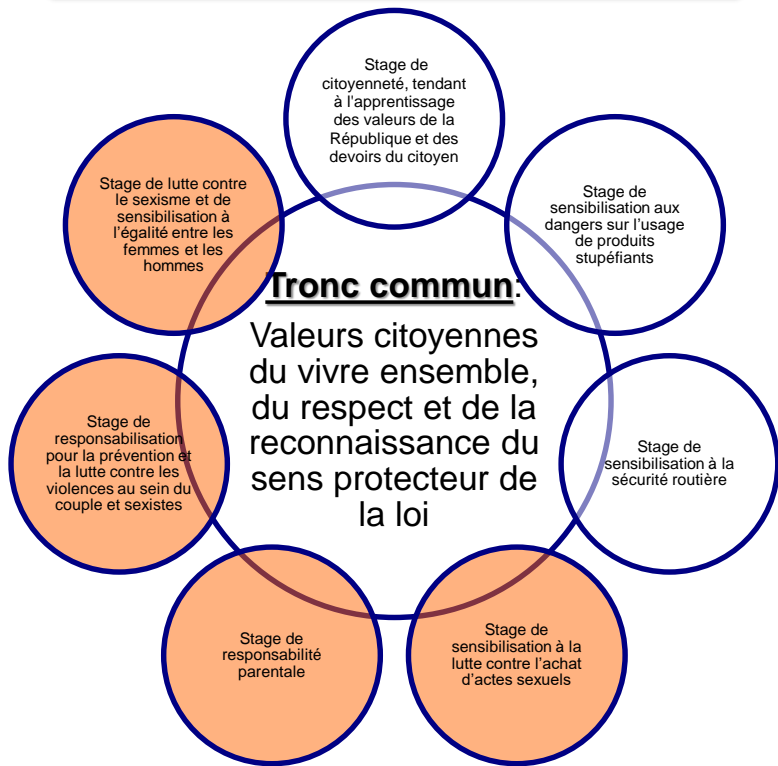 Stage de
citoyenneté, tendant
à l'apprentissage
des valeurs de la
République et des
devoirs du citoyen
Stage de
sensibilisation aux
dangers sur l’usage
de produits
stupéfiants
Stage de
sensibilisation à la
sécurité routière
Stage de
sensibilisation à la
lutte contre l’achat
d’actes sexuels
Stage de
responsabilité
parentale
Stage de
responsabilisation
pour la prévention et
la lutte contre les
violences au sein du
couple et sexistes
Stage de lutte contre
le sexisme et de
sensibilisation à
l’égalité entre les
femmes et les
hommes
Tronc commun:
Valeurs citoyennes
du vivre ensemble,
du respect et de la
reconnaissance du
sens protecteur de
la loi